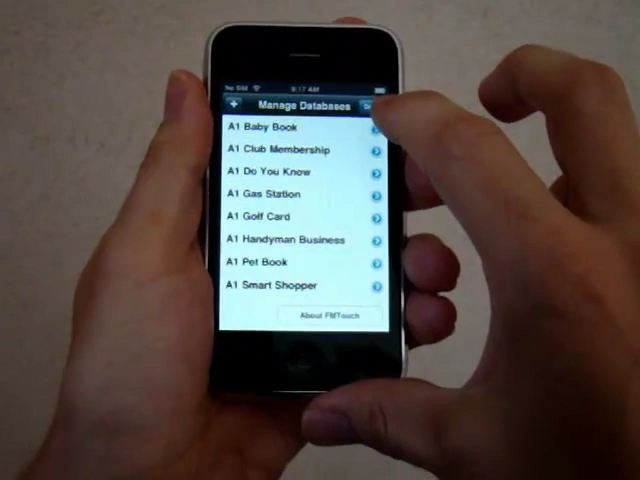 No SIM 9:17 AM
+ Manage Databases
A1 Baby Book
A1 Club Membership
A1 Do You Know
A1 Gas Station
A1 Golf Card
A1 Handyman Business
A1 Pet Book
A1 Smart Shopper
About FMTouch